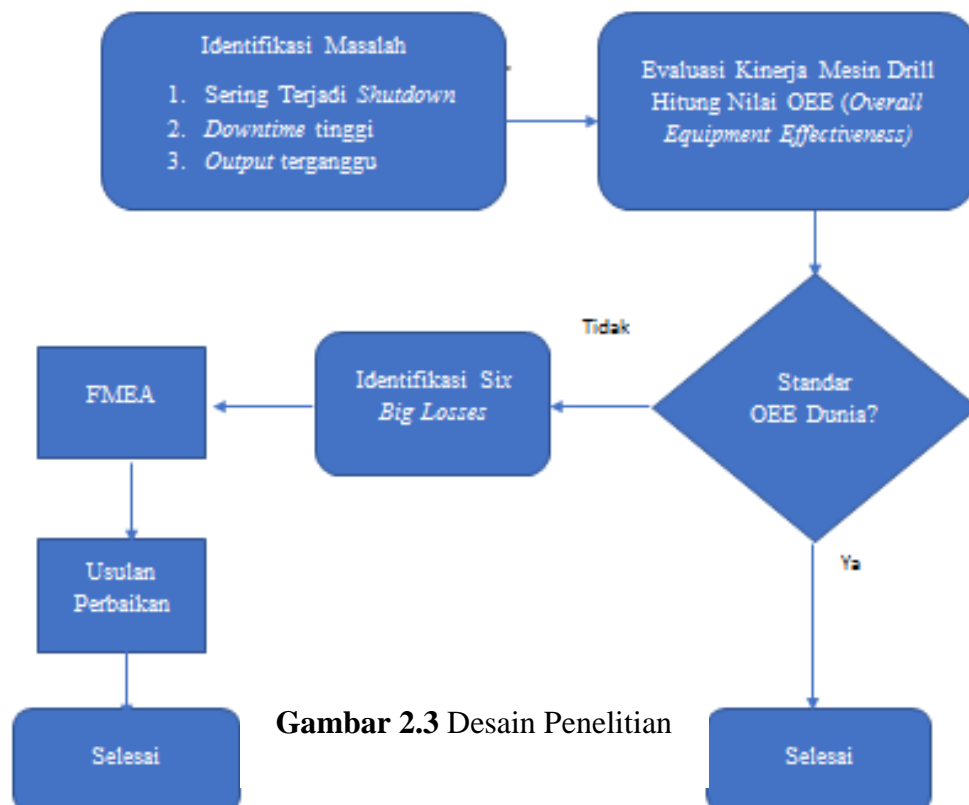 Identifikasi Masalah
1. Sering Terjadi Shutdown
2. Downtime tinggi
3. Output terganggu
Evaluasi Kinerja Mesin Drill
Hitung Nilai OEE (Overall
Equipment Effectiveness)
Standar
OEE Dunia?
Tidak
Identifikasi Six
Big Losses
FMEA
Usulan
Perbaikan
Selesai
Ya
Selesai
Gambar 2.3 Desain Penelitian